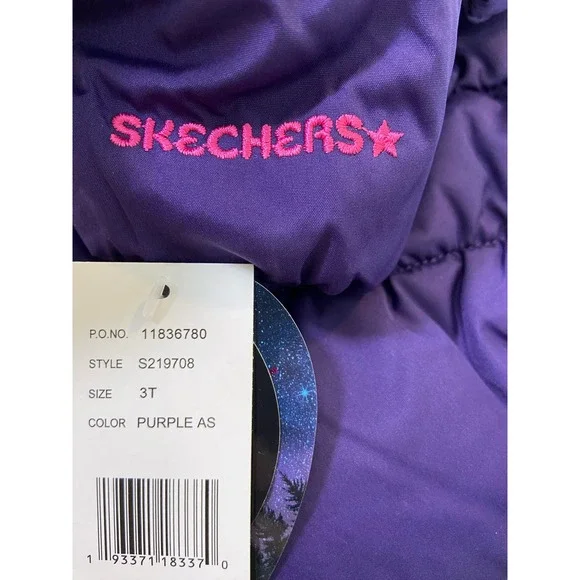 SKECHERS
P.O.NO. 11836780
STYLE S219708
SIZE 3T
COLOR PURPLE AS
1 93371 18337 0